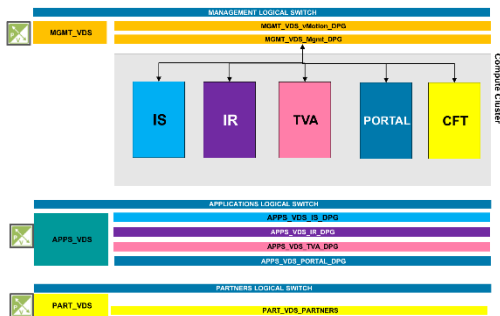 MANAGEMENT LOGICAL SWITCH
MGMT_VDS
MGMT_VDS_vMotion_DPG
MGMT_VDS_Mgmt_DPG
Compute Cluster
IS
IR
TVA
PORTAL
CFT
APPLICATIONS LOGICAL SWITCH
APPS_VDS
APPS_VDS_IS_DPG
APPS_VDS_IR_DPG
APPS_VDS_TVA_DPG
APPS_VDS_PORTAL_DPG
PARTNERS LOGICAL SWITCH
PART_VDS
PART_VDS_PARTNERS